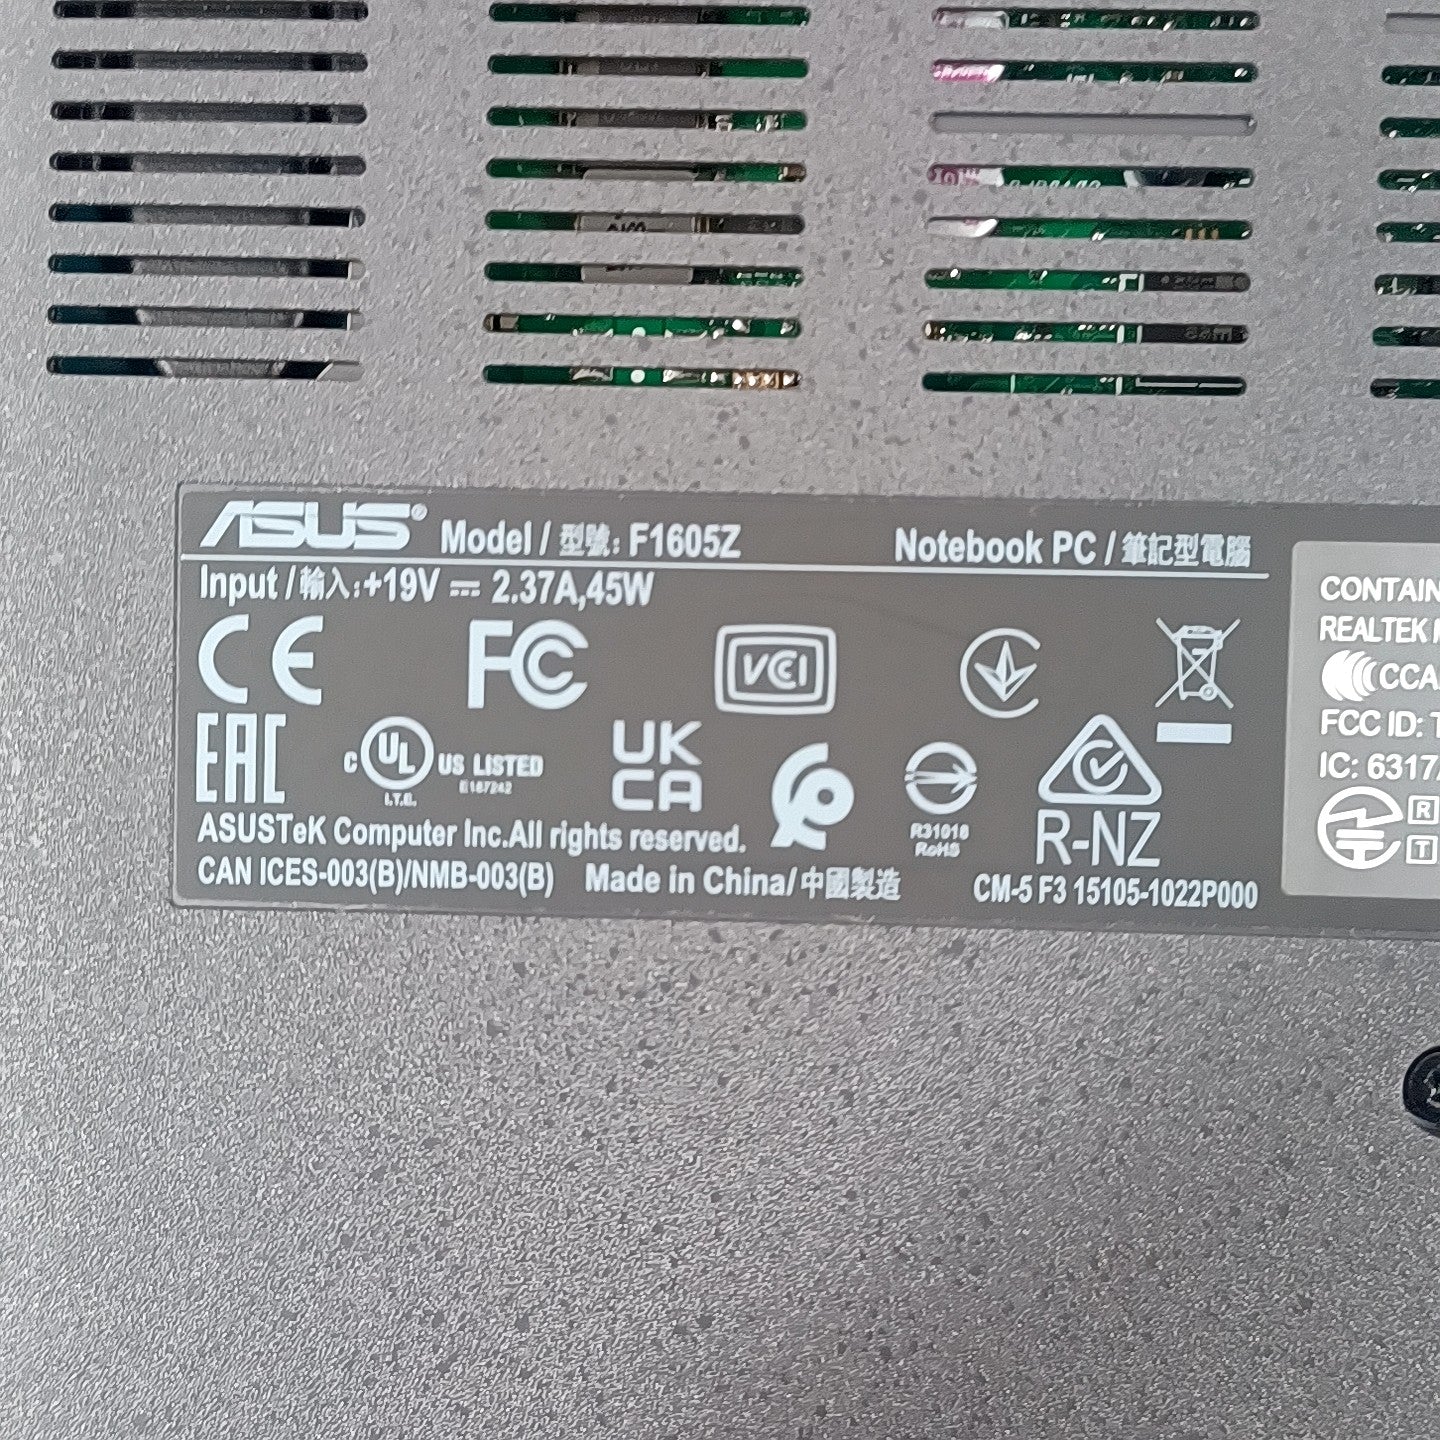 ASUS® Model / 型號: F1605Z Notebook PC / 筆記型電腦
Input / 輸入: +19V ⎓ 2.37A,45W
CE FC VCCI
EAC c UL US LISTED
E187242
I.T.E.
UK
CA
R31018
RoHS
R-NZ
ASUSTeK Computer Inc.All rights reserved.
CAN ICES-003(B)/NMB-003(B) Made in China/中國製造 CM-5 F3 15105-1022P000
CONTAIN
REALTEK
CCA
FCC ID: T
IC: 6317
R
T